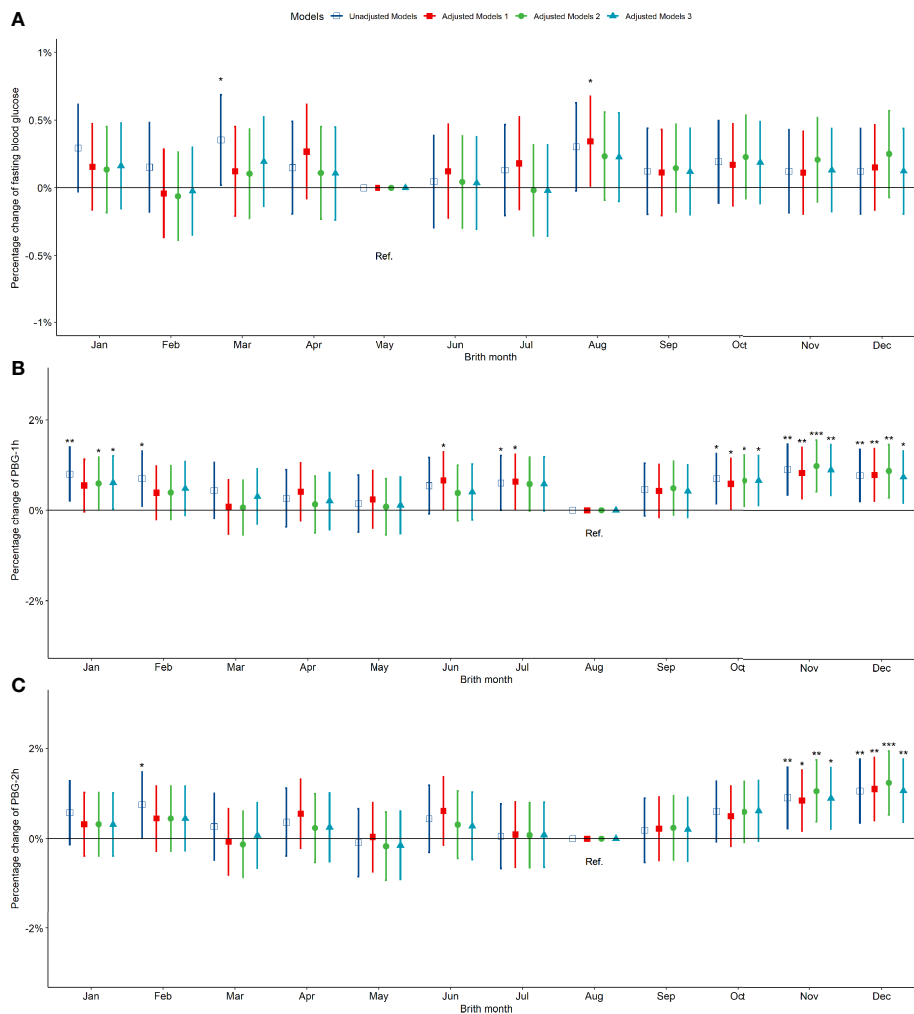 A
Models Unadjusted Models Adjusted Models 1 Adjusted Models 2 Adjusted Models 3
Percentage change of fasting blood glucose
1%
0.5%
0%
-0.5%
-1%
*
*
Ref.
Jan Feb Mar Apr May Jun Jul Aug Sep Oct Nov Dec
Brith month
B
Percentage change of PBG-1h
2%
0%
-2%
** * * * * * * * * * * ** ** *** ** ** ** ** *
Ref.
Jan Feb Mar Apr May Jun Jul Aug Sep Oct Nov Dec
Brith month
C
Percentage change of PBG-2h
2%
0%
-2%
* ** * ** * ** ** *** **
Ref.
Jan Feb Mar Apr May Jun Jul Aug Sep Oct Nov Dec
Brith month